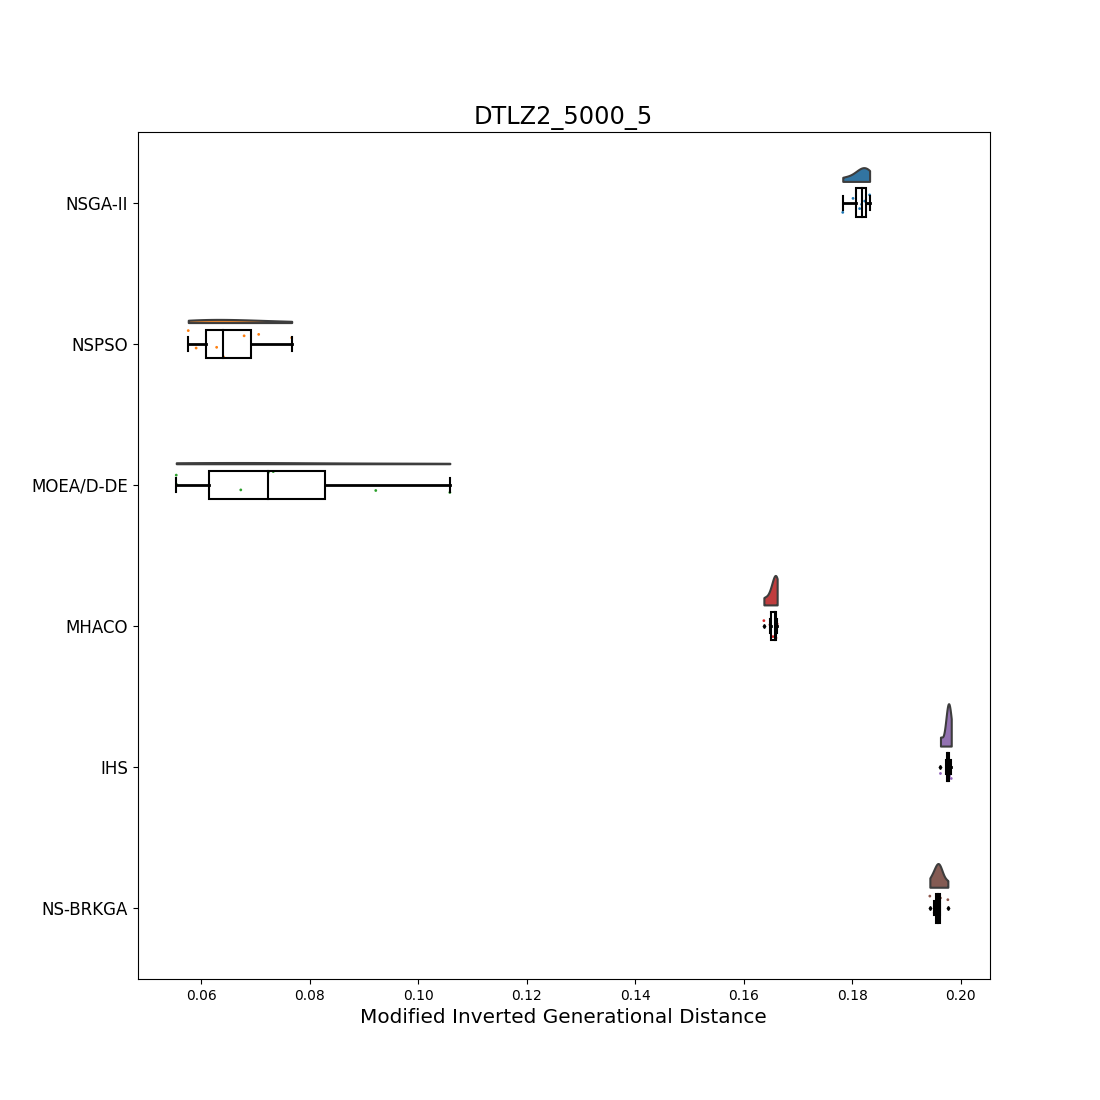 DTLZ2_5000_5
NSGA-II
NSPSO
MOEA/D-DE
MHACO
IHS
NS-BRKGA
0.06 0.08 0.10 0.12 0.14 0.16 0.18 0.20
Modified Inverted Generational Distance